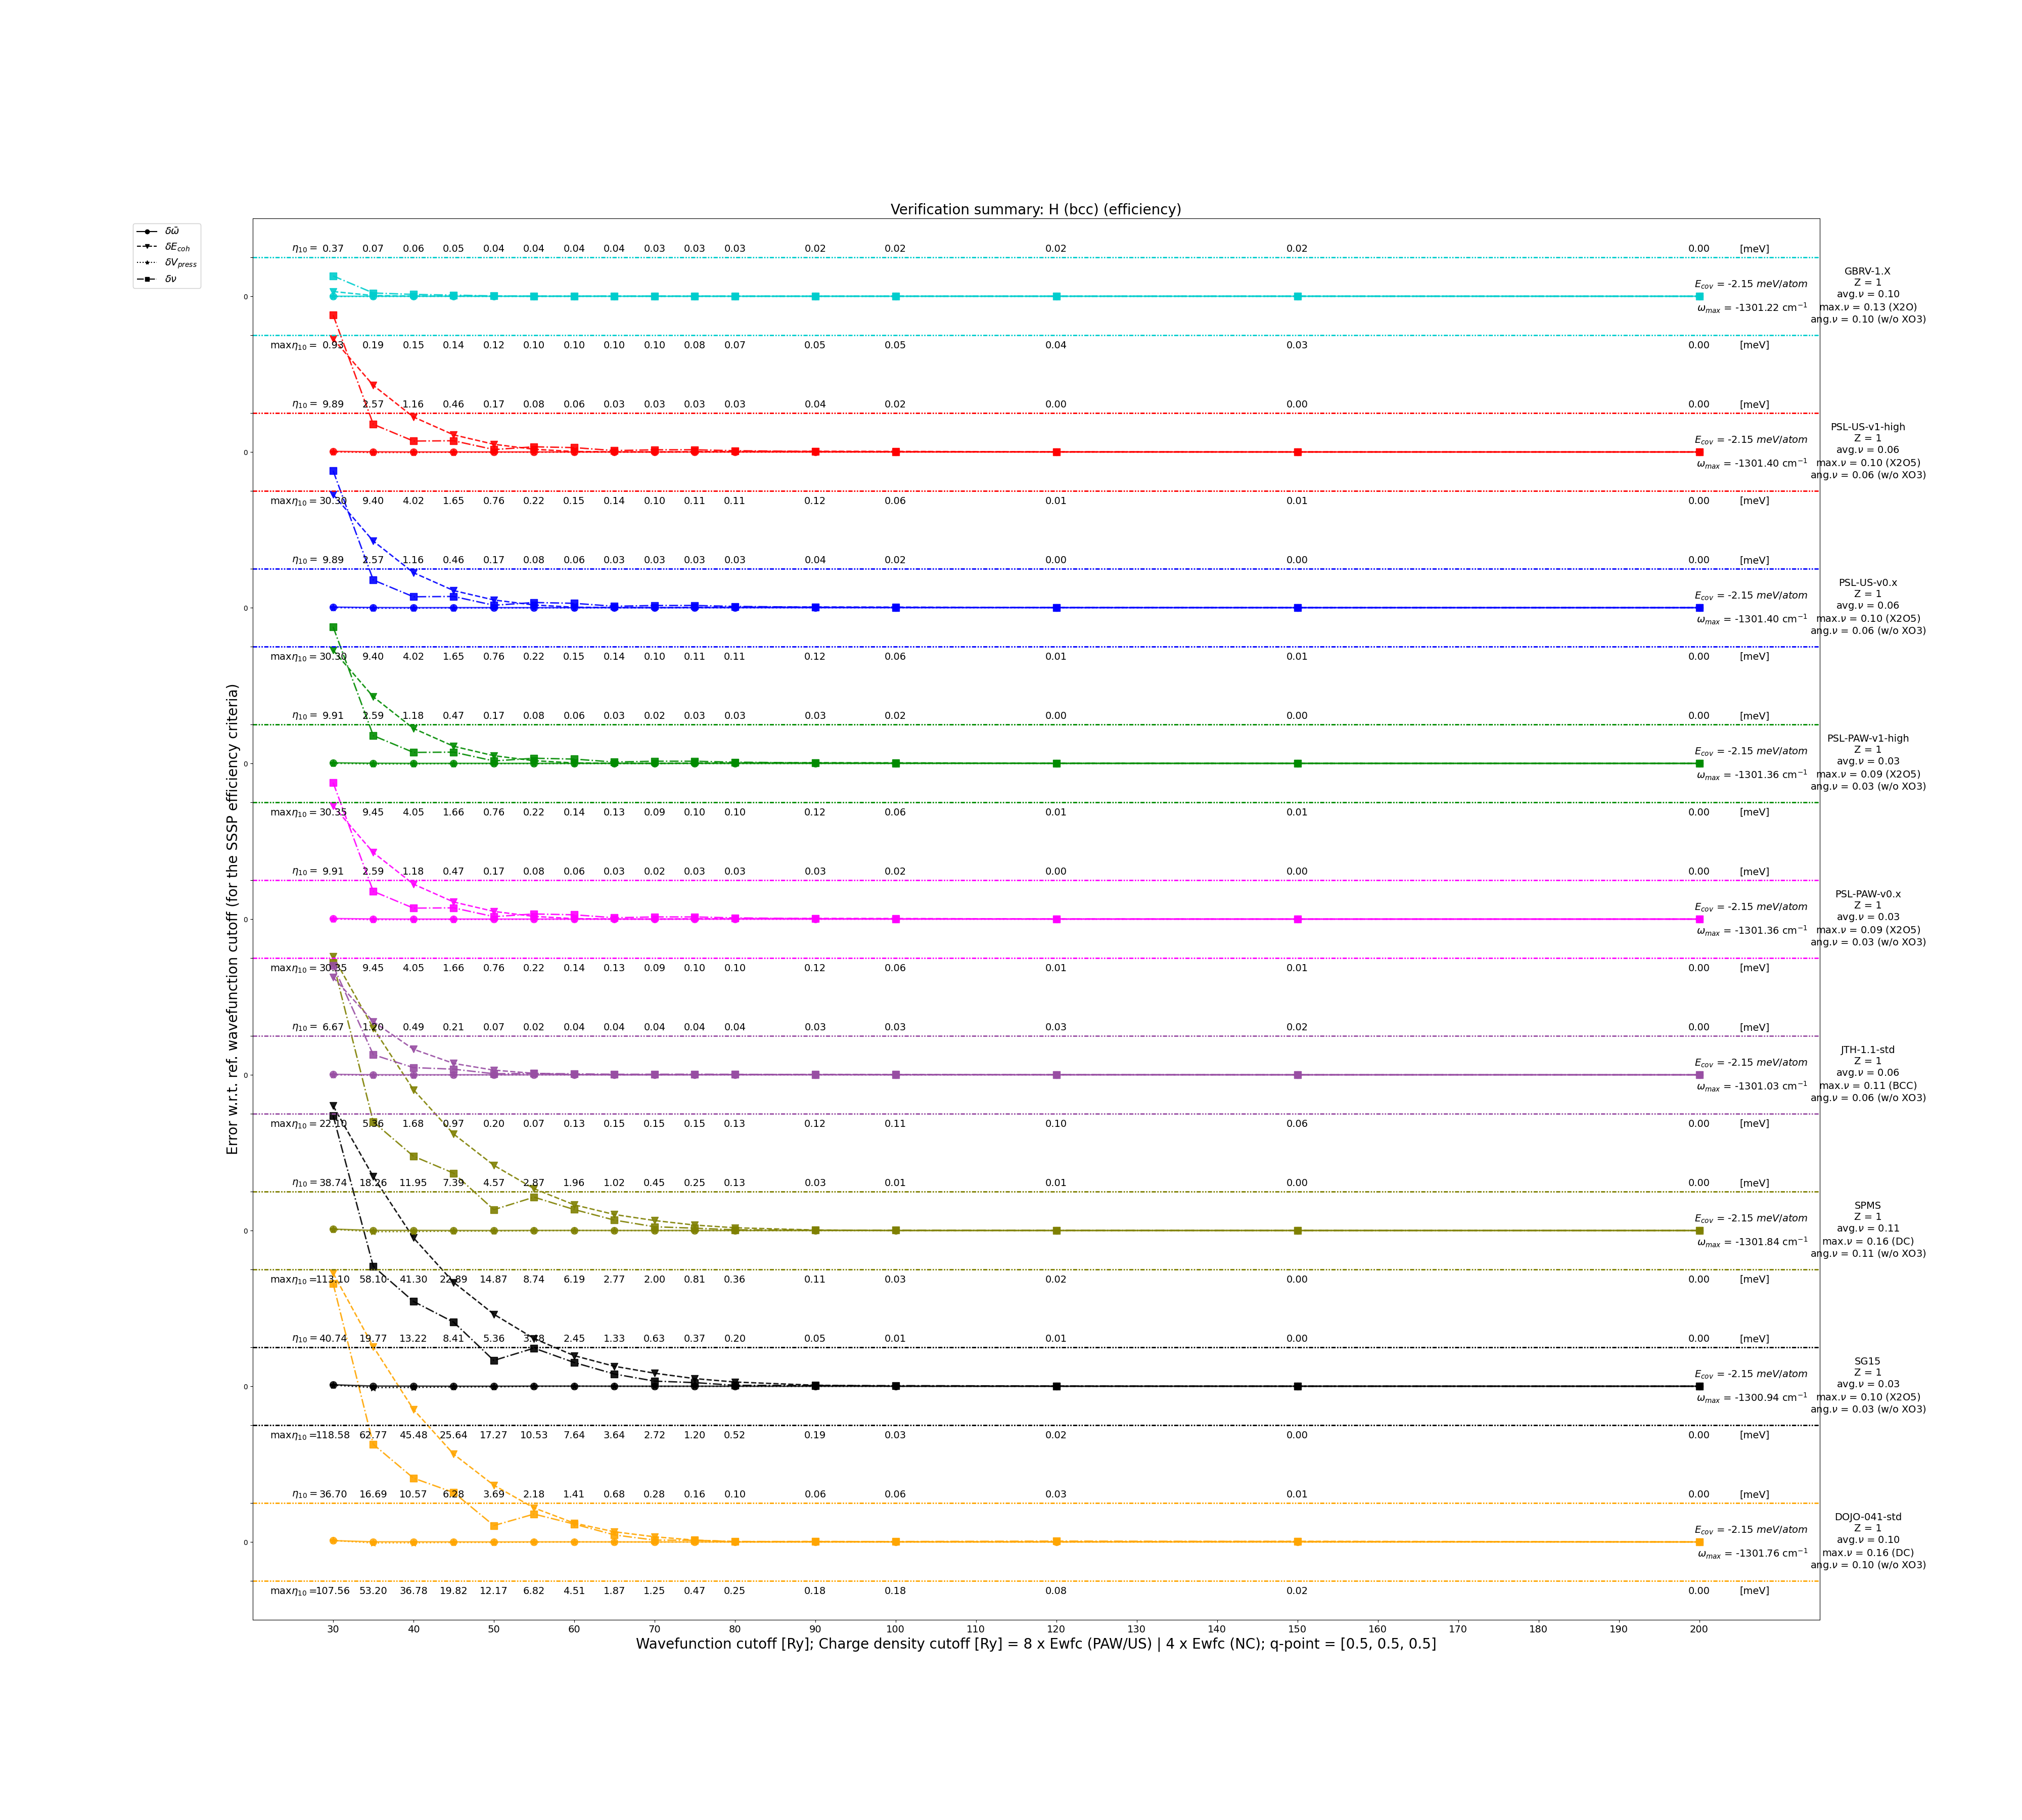 Verification summary: H (bcc) (efficiency)
δω̄
δE_coh
δV_press
δν
Error w.r.t. ref. wavefunction cutoff (for the SSSP efficiency criteria)
η₁₀ = 0.37 0.07 0.06 0.05 0.04 0.04 0.04 0.04 0.03 0.03 0.03 0.02 0.02 0.02 0.02 0.00 [meV]
0
E_cov = -2.15 meV/atom
ω_max = -1301.22 cm⁻¹
GBRV-1.X
Z = 1
avg.ν = 0.10
max.ν = 0.13 (X2O)
ang.ν = 0.10 (w/o XO3)
maxη₁₀ = 0.93 0.19 0.15 0.14 0.12 0.10 0.10 0.10 0.10 0.08 0.07 0.05 0.05 0.04 0.03 0.00 [meV]
η₁₀ = 9.89 2.57 1.16 0.46 0.17 0.08 0.06 0.03 0.03 0.03 0.03 0.04 0.02 0.00 0.00 0.00 [meV]
0
E_cov = -2.15 meV/atom
ω_max = -1301.40 cm⁻¹
PSL-US-v1-high
Z = 1
avg.ν = 0.06
max.ν = 0.10 (X2O5)
ang.ν = 0.06 (w/o XO3)
maxη₁₀ = 30.30 9.40 4.02 1.65 0.76 0.22 0.15 0.14 0.10 0.11 0.11 0.12 0.06 0.01 0.01 0.00 [meV]
η₁₀ = 9.89 2.57 1.16 0.46 0.17 0.08 0.06 0.03 0.03 0.03 0.03 0.04 0.02 0.00 0.00 0.00 [meV]
0
E_cov = -2.15 meV/atom
ω_max = -1301.40 cm⁻¹
PSL-US-v0.x
Z = 1
avg.ν = 0.06
max.ν = 0.10 (X2O5)
ang.ν = 0.06 (w/o XO3)
maxη₁₀ = 30.30 9.40 4.02 1.65 0.76 0.22 0.15 0.14 0.10 0.11 0.11 0.12 0.06 0.01 0.01 0.00 [meV]
η₁₀ = 9.91 2.59 1.18 0.47 0.17 0.08 0.06 0.03 0.02 0.03 0.03 0.03 0.02 0.00 0.00 0.00 [meV]
0
E_cov = -2.15 meV/atom
ω_max = -1301.36 cm⁻¹
PSL-PAW-v1-high
Z = 1
avg.ν = 0.03
max.ν = 0.09 (X2O5)
ang.ν = 0.03 (w/o XO3)
maxη₁₀ = 30.35 9.45 4.05 1.66 0.76 0.22 0.14 0.13 0.09 0.10 0.10 0.12 0.06 0.01 0.01 0.00 [meV]
η₁₀ = 9.91 2.59 1.18 0.47 0.17 0.08 0.06 0.03 0.02 0.03 0.03 0.03 0.02 0.00 0.00 0.00 [meV]
0
E_cov = -2.15 meV/atom
ω_max = -1301.36 cm⁻¹
PSL-PAW-v0.x
Z = 1
avg.ν = 0.03
max.ν = 0.09 (X2O5)
ang.ν = 0.03 (w/o XO3)
maxη₁₀ = 30.35 9.45 4.05 1.66 0.76 0.22 0.14 0.13 0.09 0.10 0.10 0.12 0.06 0.01 0.01 0.00 [meV]
η₁₀ = 6.67 1.20 0.49 0.21 0.07 0.02 0.04 0.04 0.04 0.04 0.04 0.03 0.03 0.03 0.02 0.00 [meV]
0
E_cov = -2.15 meV/atom
ω_max = -1301.03 cm⁻¹
JTH-1.1-std
Z = 1
avg.ν = 0.06
max.ν = 0.11 (BCC)
ang.ν = 0.06 (w/o XO3)
maxη₁₀ = 22.10 5.36 1.68 0.97 0.20 0.07 0.13 0.15 0.15 0.15 0.13 0.12 0.11 0.10 0.06 0.00 [meV]
η₁₀ = 38.74 18.26 11.95 7.39 4.57 2.87 1.96 1.02 0.45 0.25 0.13 0.03 0.01 0.01 0.00 0.00 [meV]
0
E_cov = -2.15 meV/atom
ω_max = -1301.84 cm⁻¹
SPMS
Z = 1
avg.ν = 0.11
max.ν = 0.16 (DC)
ang.ν = 0.11 (w/o XO3)
maxη₁₀ = 113.10 58.10 41.30 22.89 14.87 8.74 6.19 2.77 2.00 0.81 0.36 0.11 0.03 0.02 0.00 0.00 [meV]
η₁₀ = 40.74 19.77 13.22 8.41 5.36 3.48 2.45 1.33 0.63 0.37 0.20 0.05 0.01 0.01 0.00 0.00 [meV]
0
E_cov = -2.15 meV/atom
ω_max = -1300.94 cm⁻¹
SG15
Z = 1
avg.ν = 0.03
max.ν = 0.10 (X2O5)
ang.ν = 0.03 (w/o XO3)
maxη₁₀ = 118.58 62.77 45.48 25.64 17.27 10.53 7.64 3.64 2.72 1.20 0.52 0.19 0.03 0.02 0.00 0.00 [meV]
η₁₀ = 36.70 16.69 10.57 6.28 3.69 2.18 1.41 0.68 0.28 0.16 0.10 0.06 0.06 0.03 0.01 0.00 [meV]
0
E_cov = -2.15 meV/atom
ω_max = -1301.76 cm⁻¹
DOJO-041-std
Z = 1
avg.ν = 0.10
max.ν = 0.16 (DC)
ang.ν = 0.10 (w/o XO3)
maxη₁₀ = 107.56 53.20 36.78 19.82 12.17 6.82 4.51 1.87 1.25 0.47 0.25 0.18 0.18 0.08 0.02 0.00 [meV]
30 40 50 60 70 80 90 100 110 120 130 140 150 160 170 180 190 200
Wavefunction cutoff [Ry]; Charge density cutoff [Ry] = 8 x Ewfc (PAW/US) | 4 x Ewfc (NC); q-point = [0.5, 0.5, 0.5]